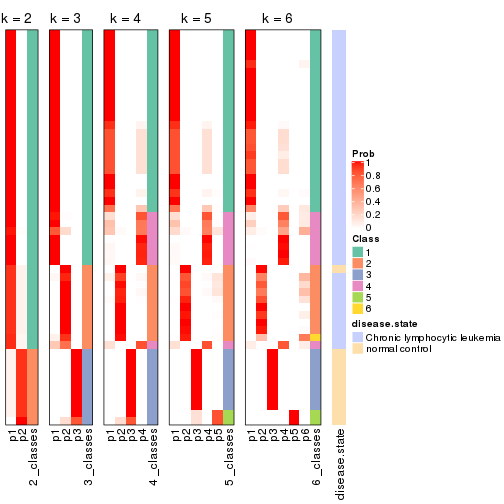 k = 2 k = 3 k = 4 k = 5 k = 6
Prob
1
0.8
0.6
0.4
0.2
0
Class
1
2
3
4
5
6
disease.state
Chronic lymphocytic leukemia
normal control
p1 p2 2_classes p1 p2 p3 3_classes p1 p2 p3 p4 4_classes p1 p2 p3 p4 p5 5_classes p1 p2 p3 p4 p5 p6 6_classes disease.state